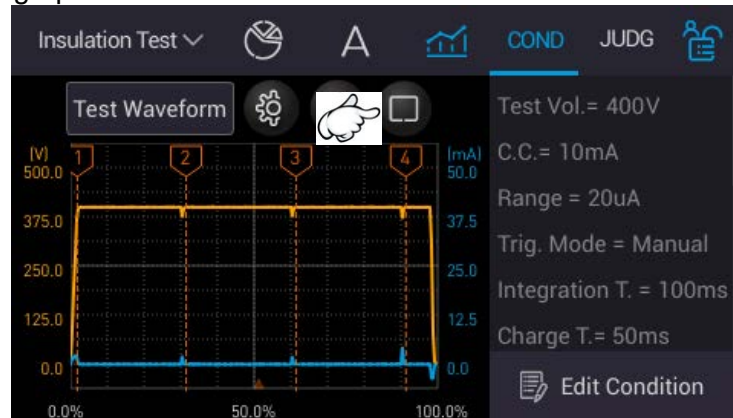 Insulation Test A COND JUDG
Test Waveform
(V) 1 2 3 4 (mA)
500.0 50.0
375.0 37.5
250.0 25.0
125.0 12.5
0.0 0.0
0.0% 50.0% 100.0%
Test Vol.= 400V
C.C.= 10mA
Range = 20uA
Trig. Mode = Manual
Integration T. = 100ms
Charge T.= 50ms
Edit Condition